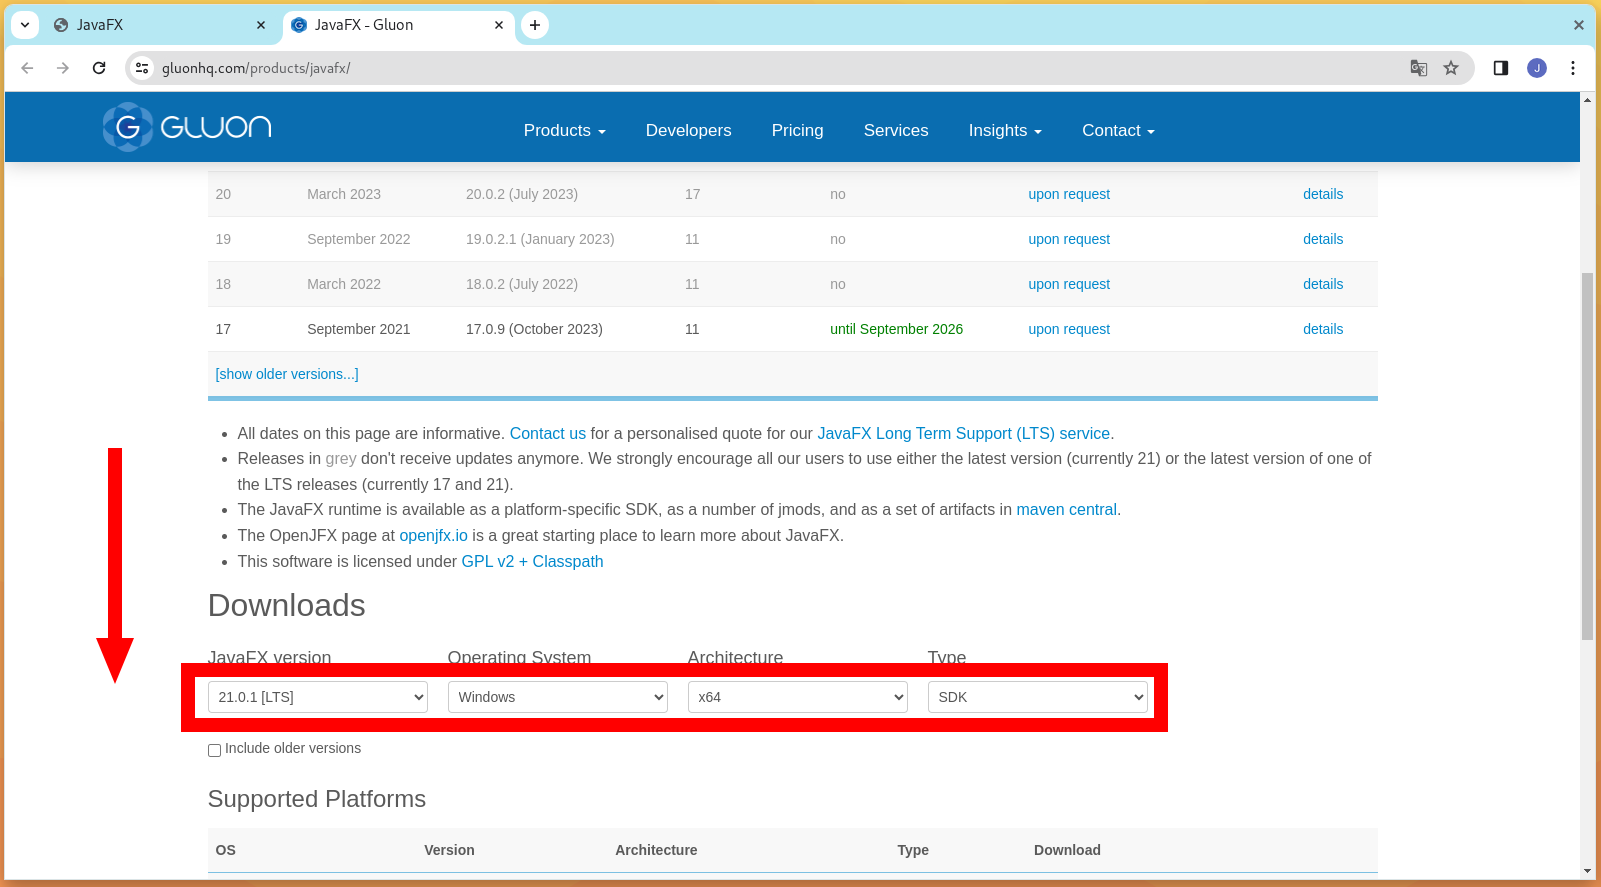 JavaFX
JavaFX - Gluon
gluonhq.com/products/javafx/
J
G GLUON
Products
Developers
Pricing
Services
Insights
Contact
20 March 2023 20.0.2 (July 2023) 17 no upon request details
19 September 2022 19.0.2.1 (January 2023) 11 no upon request details
18 March 2022 18.0.2 (July 2022) 11 no upon request details
17 September 2021 17.0.9 (October 2023) 11 until September 2026 upon request details
[show older versions...]
All dates on this page are informative. Contact us for a personalised quote for our JavaFX Long Term Support (LTS) service.
Releases in grey don't receive updates anymore. We strongly encourage all our users to use either the latest version (currently 21) or the latest version of one of
the LTS releases (currently 17 and 21).
The JavaFX runtime is available as a platform-specific SDK, as a number of jmods, and as a set of artifacts in maven central.
The OpenJFX page at openjfx.io is a great starting place to learn more about JavaFX.
This software is licensed under GPL v2 + Classpath
Downloads
JavaFX version Operating System Architecture Type
21.0.1 [LTS] Windows x64 SDK
Include older versions
Supported Platforms
OS Version Architecture Type Download